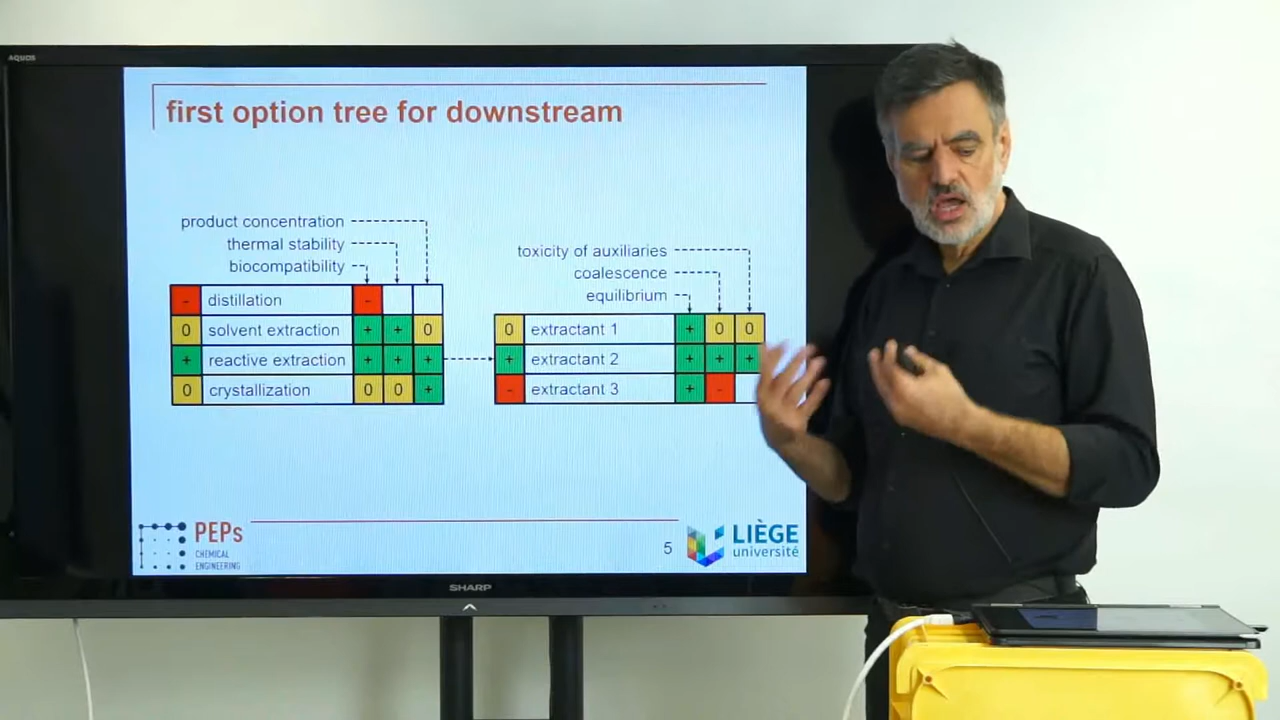 AQUOS
first option tree for downstream
product concentration
thermal stability
biocompatibility
- distillation -
0 solvent extraction + + 0
+ reactive extraction + + +
0 crystallization 0 0 +
toxicity of auxiliaries
coalescence
equilibrium
0 extractant 1 + 0 0
+ extractant 2 + + +
- extractant 3 + -
PEPs
CHEMICAL
ENGINEERING
5
LIÈGE
université
SHARP